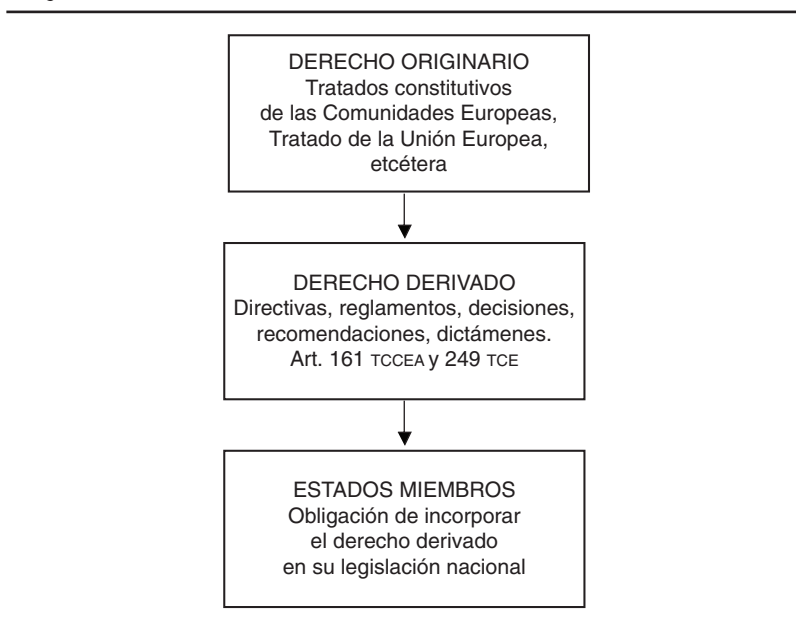 DERECHO ORIGINARIO
Tratados constitutivos
de las Comunidades Europeas,
Tratado de la Unión Europea,
etcétera
DERECHO DERIVADO
Directivas, reglamentos, decisiones,
recomendaciones, dictámenes.
Art. 161 TCCEA y 249 TCE
ESTADOS MIEMBROS
Obligación de incorporar
el derecho derivado
en su legislación nacional